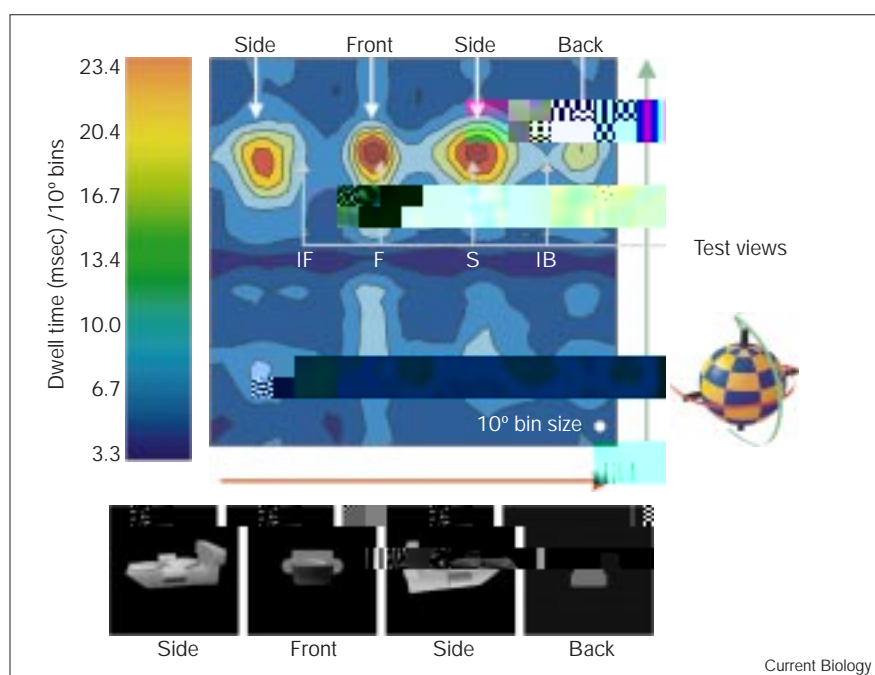 Side Front Side Back
23.4
20.4
16.7
13.4
10.0
6.7
3.3
Dwell time (msec) /10º bins
IF F S IB
Test views
10º bin size
Side Front Side Back
Current Biology